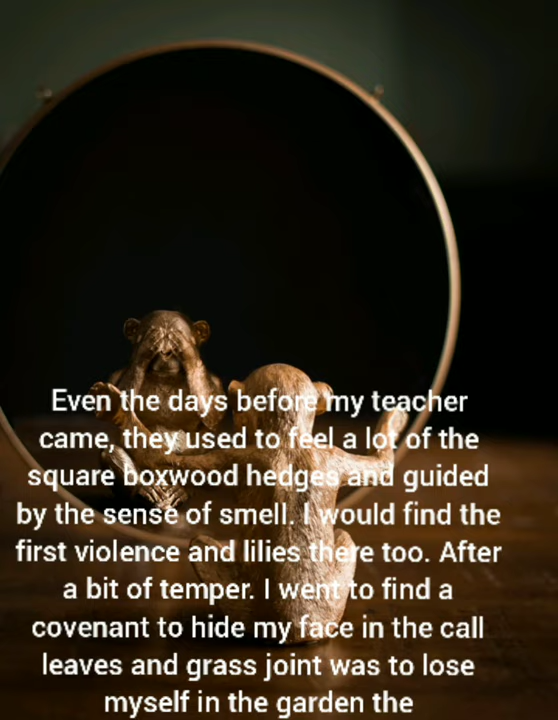 Even the days before my teacher
came, they used to feel a lot of the
square boxwood hedges and guided
by the sense of smell. I would find the
first violence and lilies there too. After
a bit of temper. I went to find a
covenant to hide my face in the call
leaves and grass joint was to lose
myself in the garden the